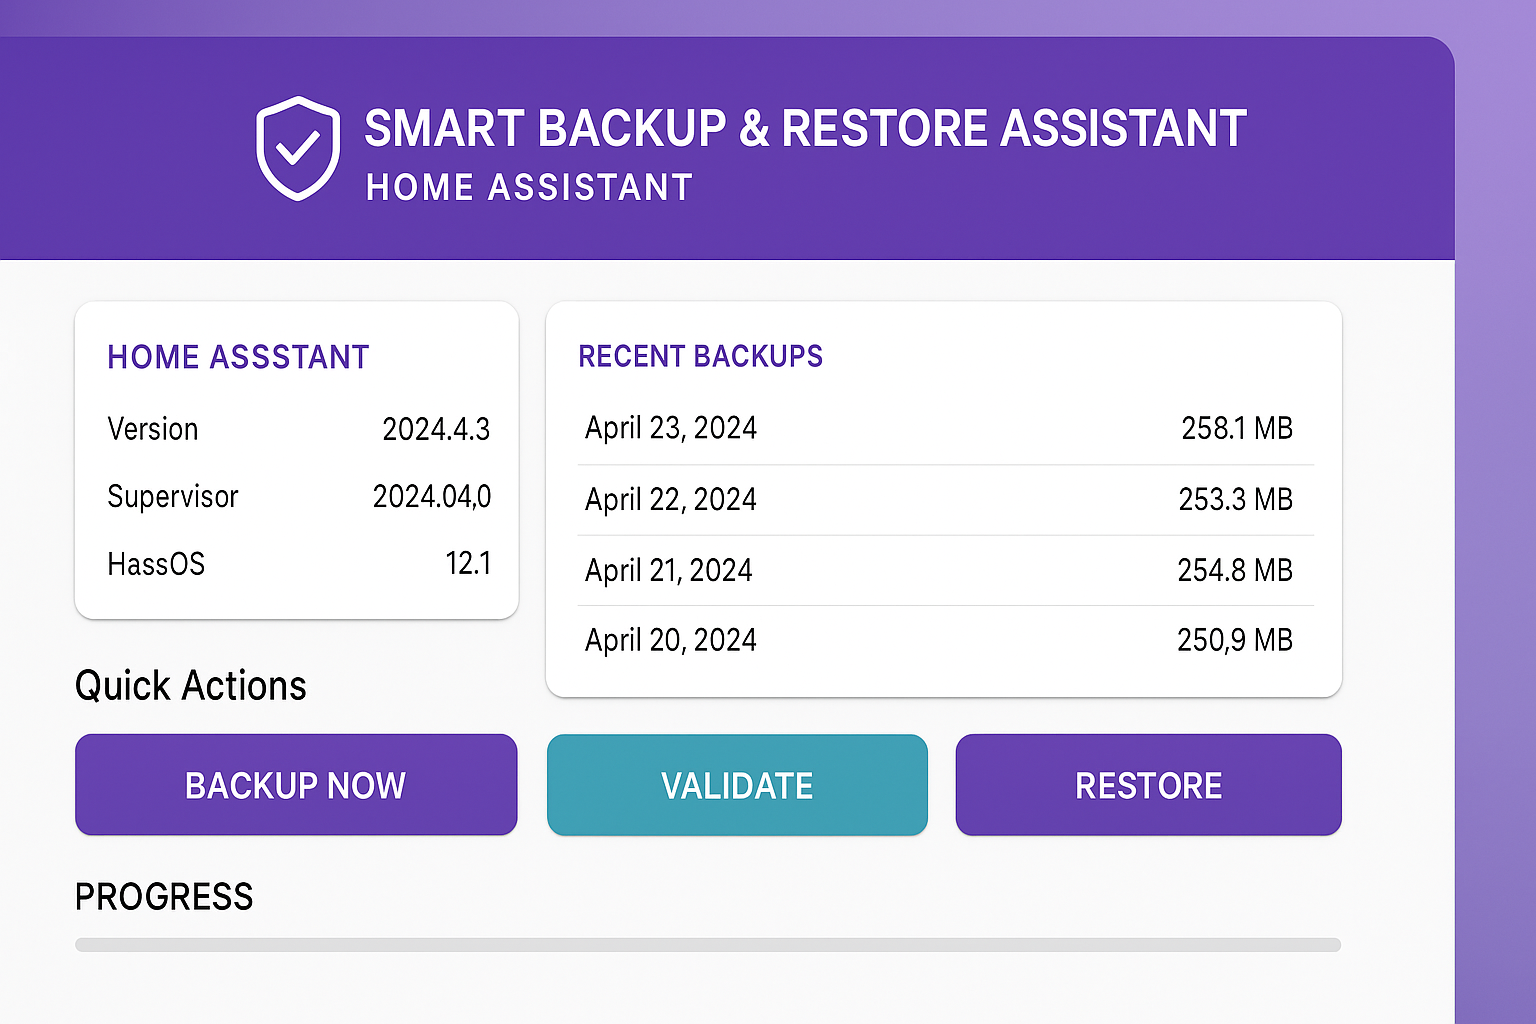 SMART BACKUP & RESTORE ASSISTANT
HOME ASSISTANT
HOME ASSSTANT
Version 2024.4.3
Supervisor 2024.04,0
HassOS 12.1
RECENT BACKUPS
April 23, 2024 258.1 MB
April 22, 2024 253.3 MB
April 21, 2024 254.8 MB
April 20, 2024 250,9 MB
Quick Actions
BACKUP NOW
VALIDATE
RESTORE
PROGRESS